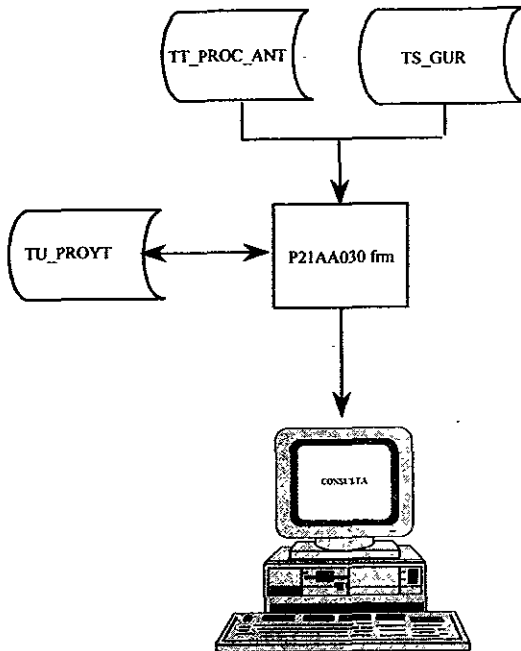 TT_PROC_ANT
TS_GUR
TU_PROYT
P21AA030 frm
CONSULTA